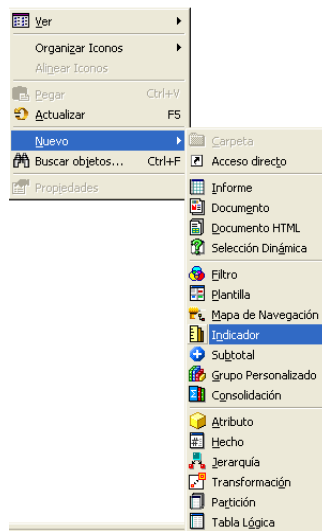 Ver
Organizar Iconos
Alinear Iconos
Pegar Ctrl+V
Actualizar F5
Nuevo
Buscar objetos... Ctrl+F
Propiedades
Carpeta
Acceso directo
Informe
Documento
Documento HTML
Selección Dinámica
Filtro
Plantilla
Mapa de Navegación
Indicador
Subtotal
Grupo Personalizado
Consolidación
Atributo
Hecho
Jerarquía
Transformación
Partición
Tabla Lógica